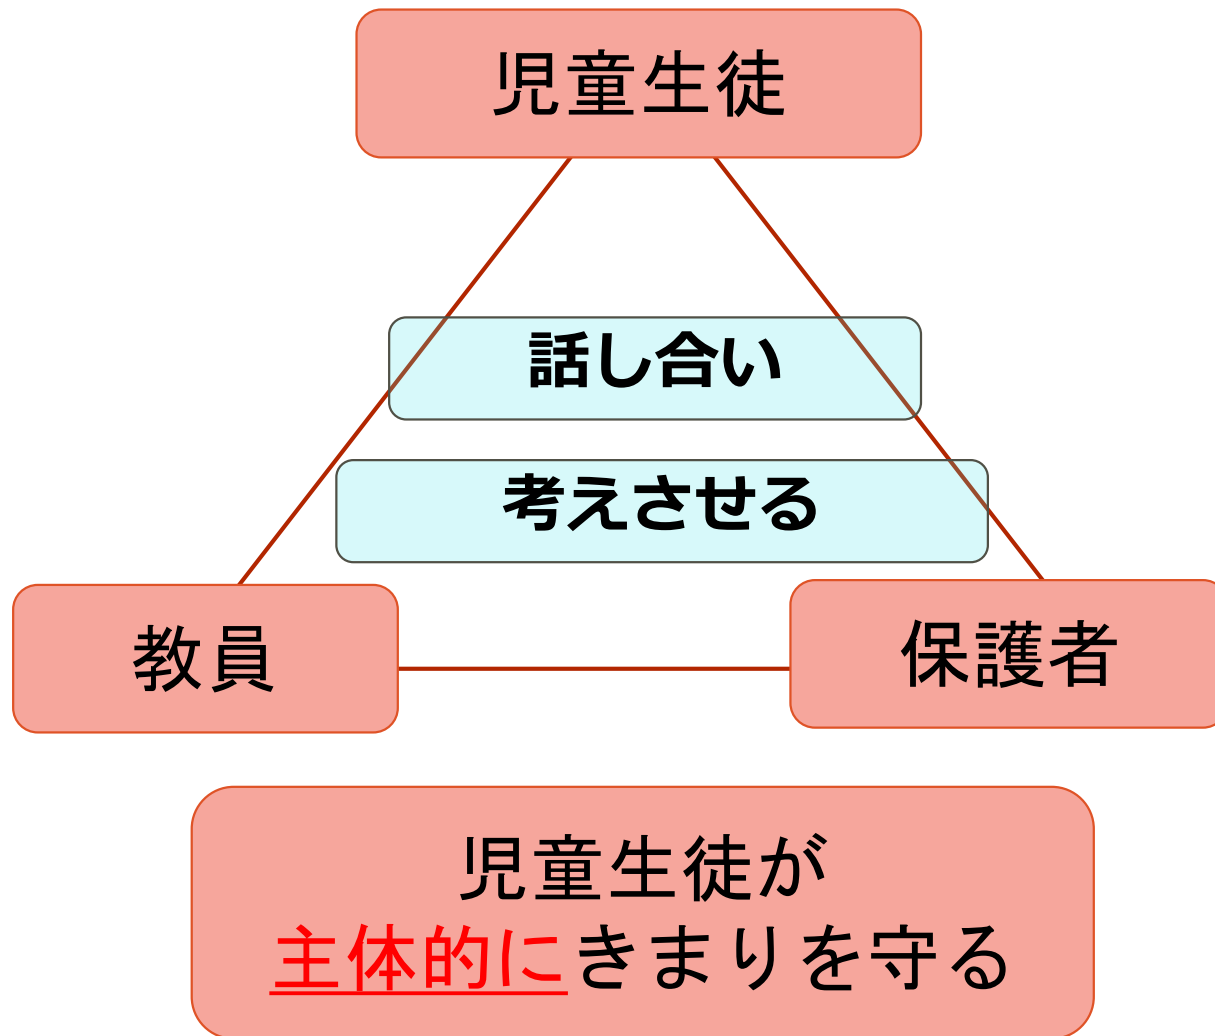 児童生徒
話し合い
考えさせる
教員
保護者
児童生徒が
主体的にきまりを守る